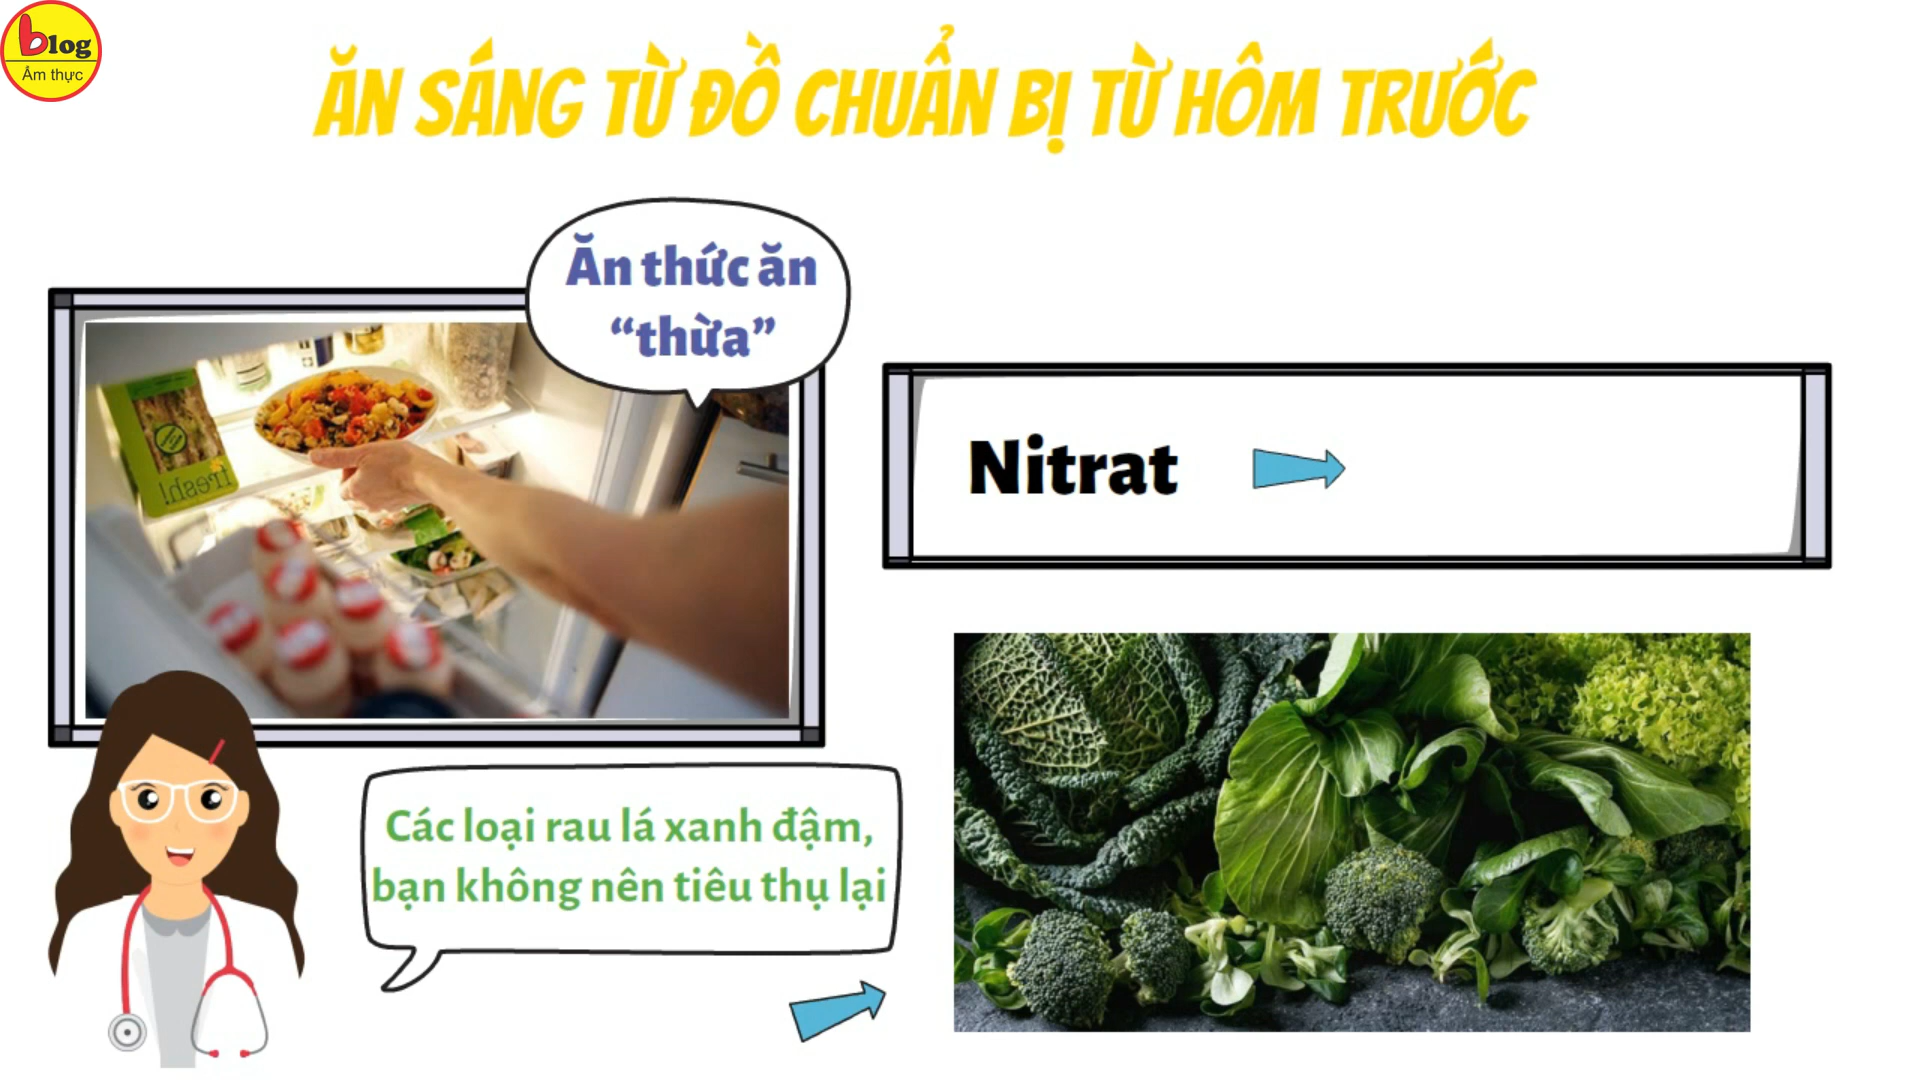 blog
Ẩm thực
ĂN SÁNG TỪ ĐỒ CHUẨN BỊ TỪ HÔM TRƯỚC
Ăn thức ăn
“thừa”
Nitrat
fresh!
Các loại rau lá xanh đậm,
bạn không nên tiêu thụ lại